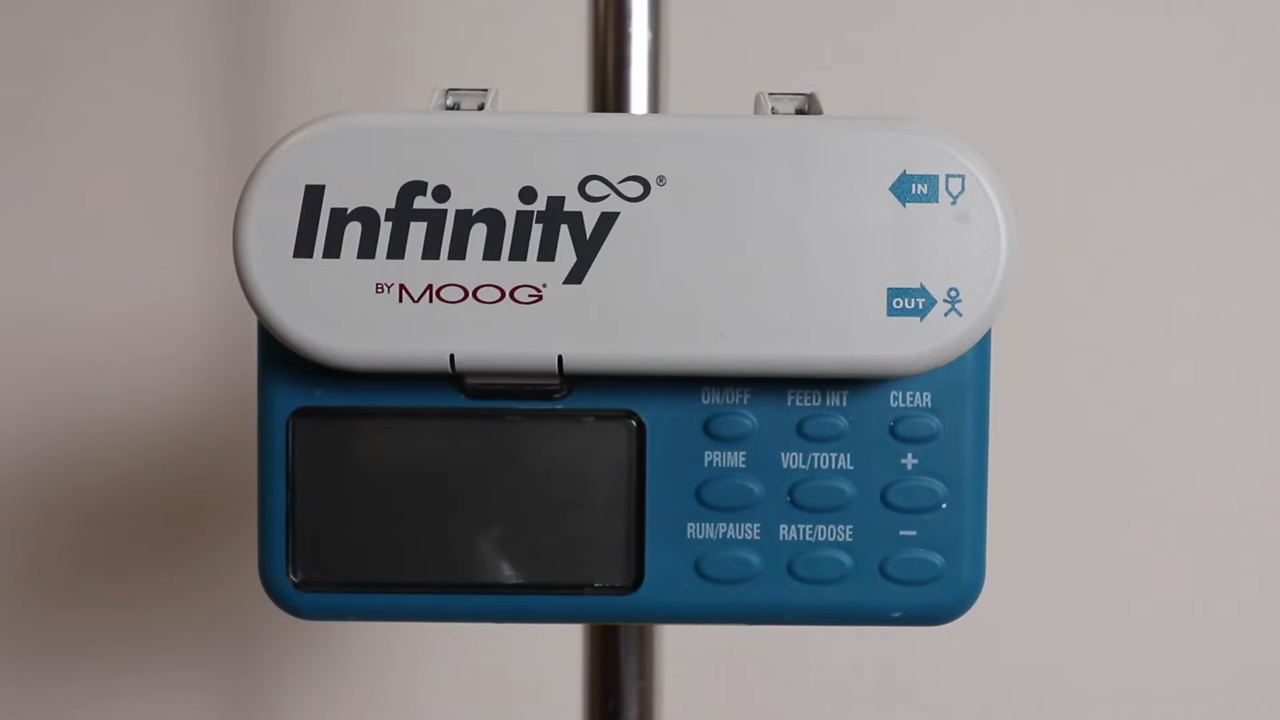 Infinity®
BY MOOG®
IN
OUT
ON/OFF FEED INT CLEAR
PRIME VOL/TOTAL +
RUN/PAUSE RATE/DOSE −